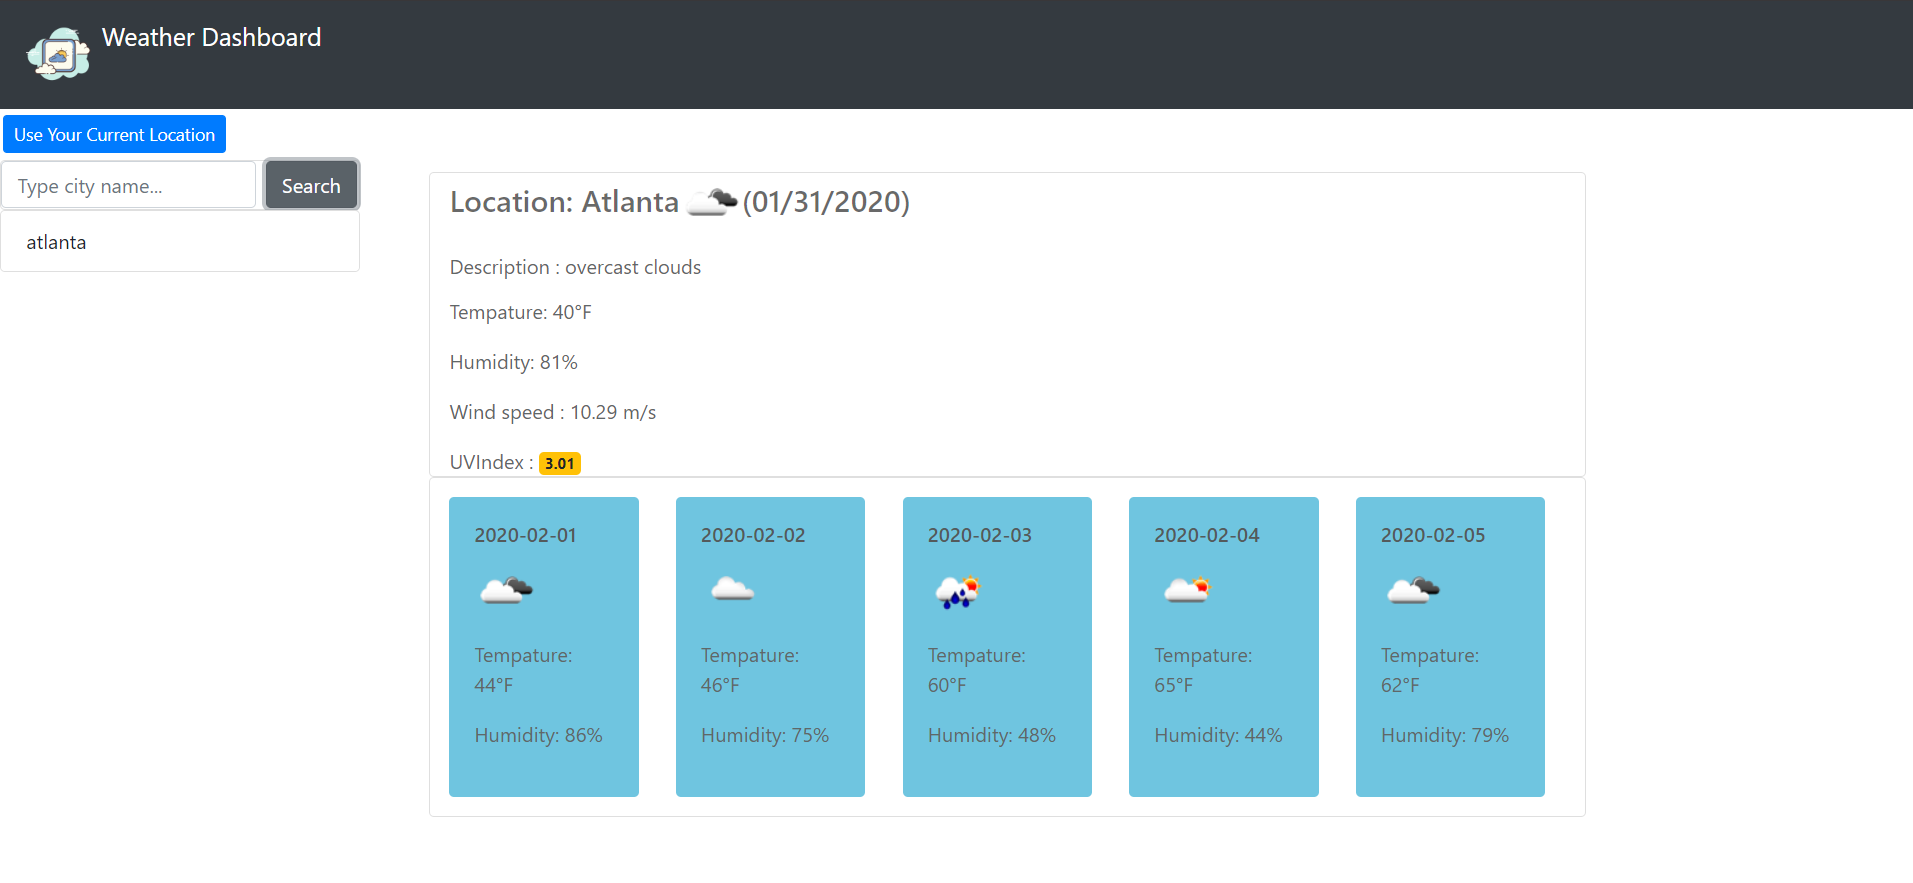 Weather Dashboard
Use Your Current Location
Type city name...
Search
atlanta
Location: Atlanta (01/31/2020)
Description : overcast clouds
Tempature: 40°F
Humidity: 81%
Wind speed : 10.29 m/s
UVIndex : 3.01
2020-02-01
Tempature:
44°F
Humidity: 86%
2020-02-02
Tempature:
46°F
Humidity: 75%
2020-02-03
Tempature:
60°F
Humidity: 48%
2020-02-04
Tempature:
65°F
Humidity: 44%
2020-02-05
Tempature:
62°F
Humidity: 79%